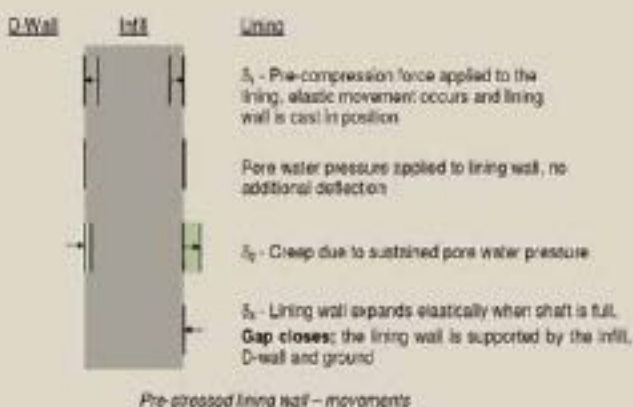 D-Wall Infill Lining
δ₁ - Pre-compression force applied to the
lining, elastic movement occurs and lining
wall is cast in position
Pore water pressure applied to lining wall, no
additional deflection
δ₂ - Creep due to sustained pore water pressure
δ₃ - Lining wall expands elastically when shaft is full.
Gap closes; the lining wall is supported by the infill,
D-wall and ground
Pre-stressed lining wall – movements